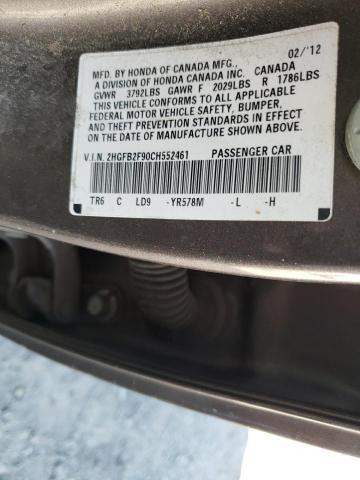 MFD. BY HONDA OF CANADA MFG., 02/'12
A DIVISION OF HONDA CANADA INC. CANADA
GVWR 3792LBS GAWR F 2029LBS R 1786LBS
THIS VEHICLE CONFORMS TO ALL APPLICABLE
FEDERAL MOTOR VEHICLE SAFETY, BUMPER,
AND THEFT PREVENTION STANDARDS IN EFFECT
ON THE DATE OF MANUFACTURE SHOWN ABOVE.
V.I.N. 2HGFB2F90CH552461 PASSENGER CAR
TR6 C LD9 -YR578M -L -H